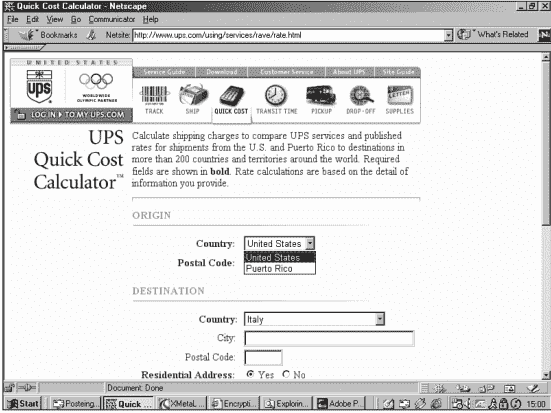 Quick Cost Calculator - Netscape
File Edit View Go Communicator Help
Bookmarks Netsite: http://www.ups.com/using/services/rave/rate.html What's Related
UNITED STATES
Service Guide Download Customer Service About UPS Site Guide
ups
WORLDWIDE
OLYMPIC PARTNER
LETTER
TRACK SHIP QUICK COST TRANSIT TIME PICKUP DROP-OFF SUPPLIES
LOG IN TO MY UPS.COM
UPS
Quick Cost
Calculator™
Calculate shipping charges to compare UPS services and published
rates for shipments from the U.S. and Puerto Rico to destinations in
more than 200 countries and territories around the world. Required
fields are shown in bold. Rate calculations are based on the detail of
information you provide.
ORIGIN
Country: United States
United States
Puerto Rico
Postal Code:
DESTINATION
Country: Italy
City:
Postal Code:
Residential Address: Yes No
Document: Done
Start Posteing... Quick ... XMetaL ... Encrypti... Explorin... Adobe P... 15:00